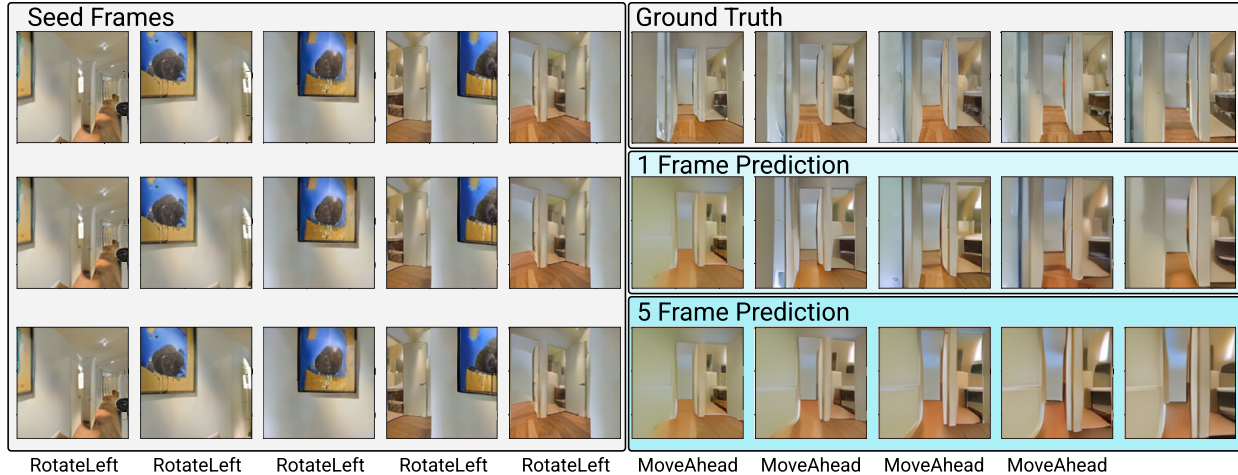 Seed Frames
Ground Truth
1 Frame Prediction
5 Frame Prediction
RotateLeft RotateLeft RotateLeft RotateLeft RotateLeft MoveAhead MoveAhead MoveAhead MoveAhead